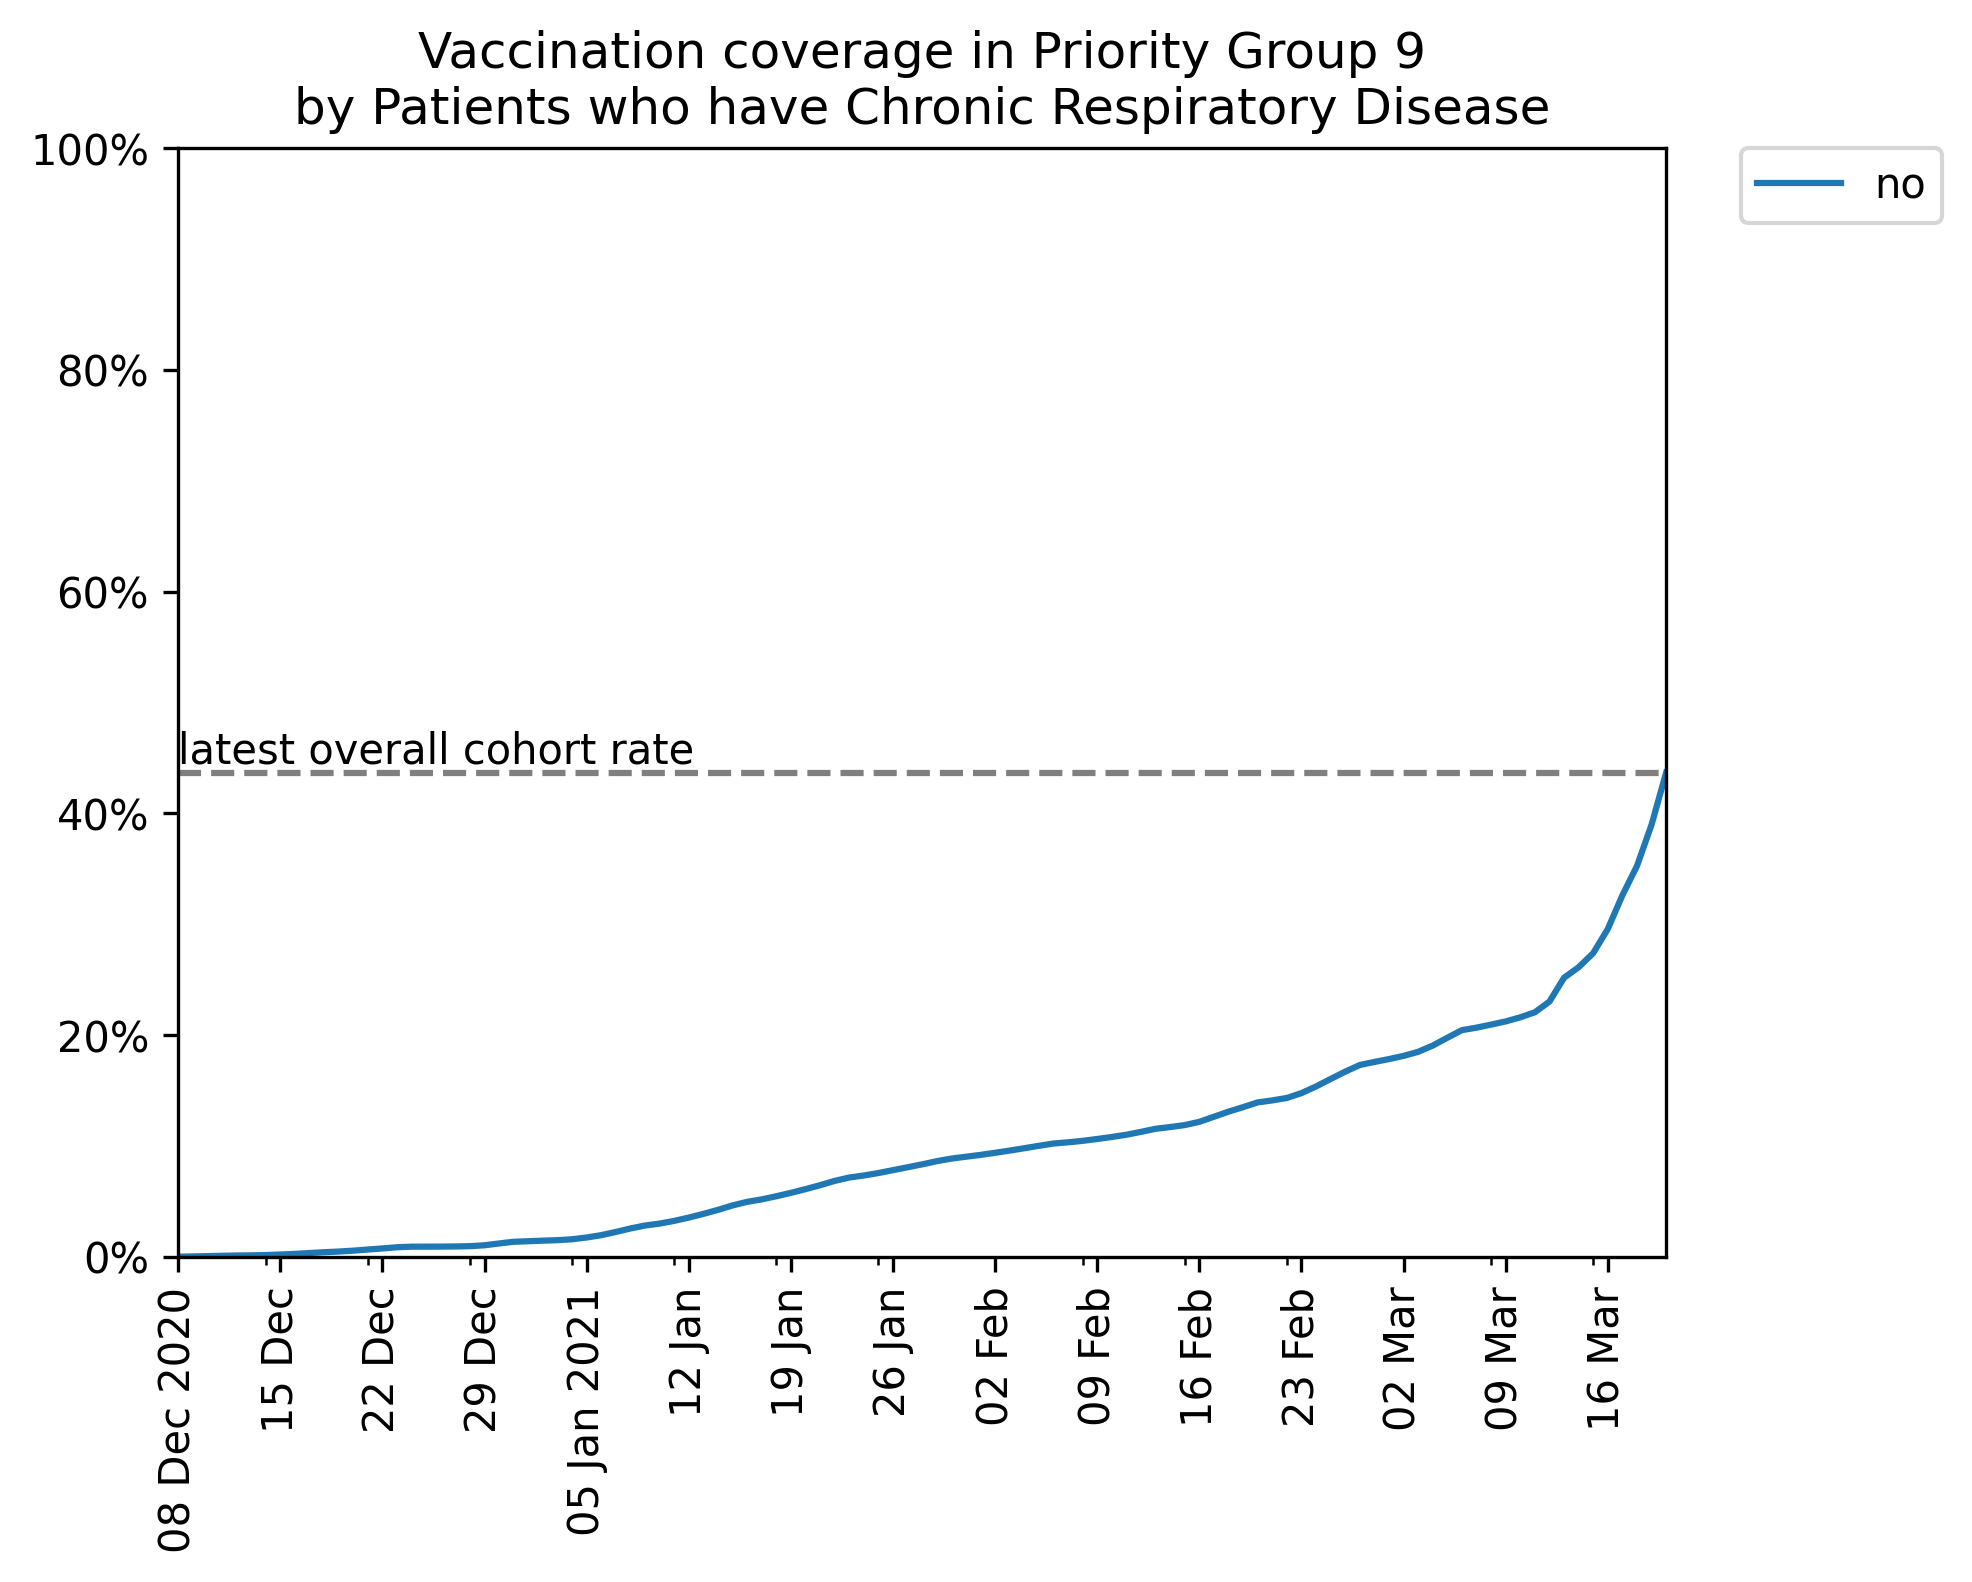 Vaccination coverage in Priority Group 9
by Patients who have Chronic Respiratory Disease
100%
80%
60%
40%
20%
0%
latest overall cohort rate
no
08 Dec 2020
15 Dec
22 Dec
29 Dec
05 Jan 2021
12 Jan
19 Jan
26 Jan
02 Feb
09 Feb
16 Feb
23 Feb
02 Mar
09 Mar
16 Mar